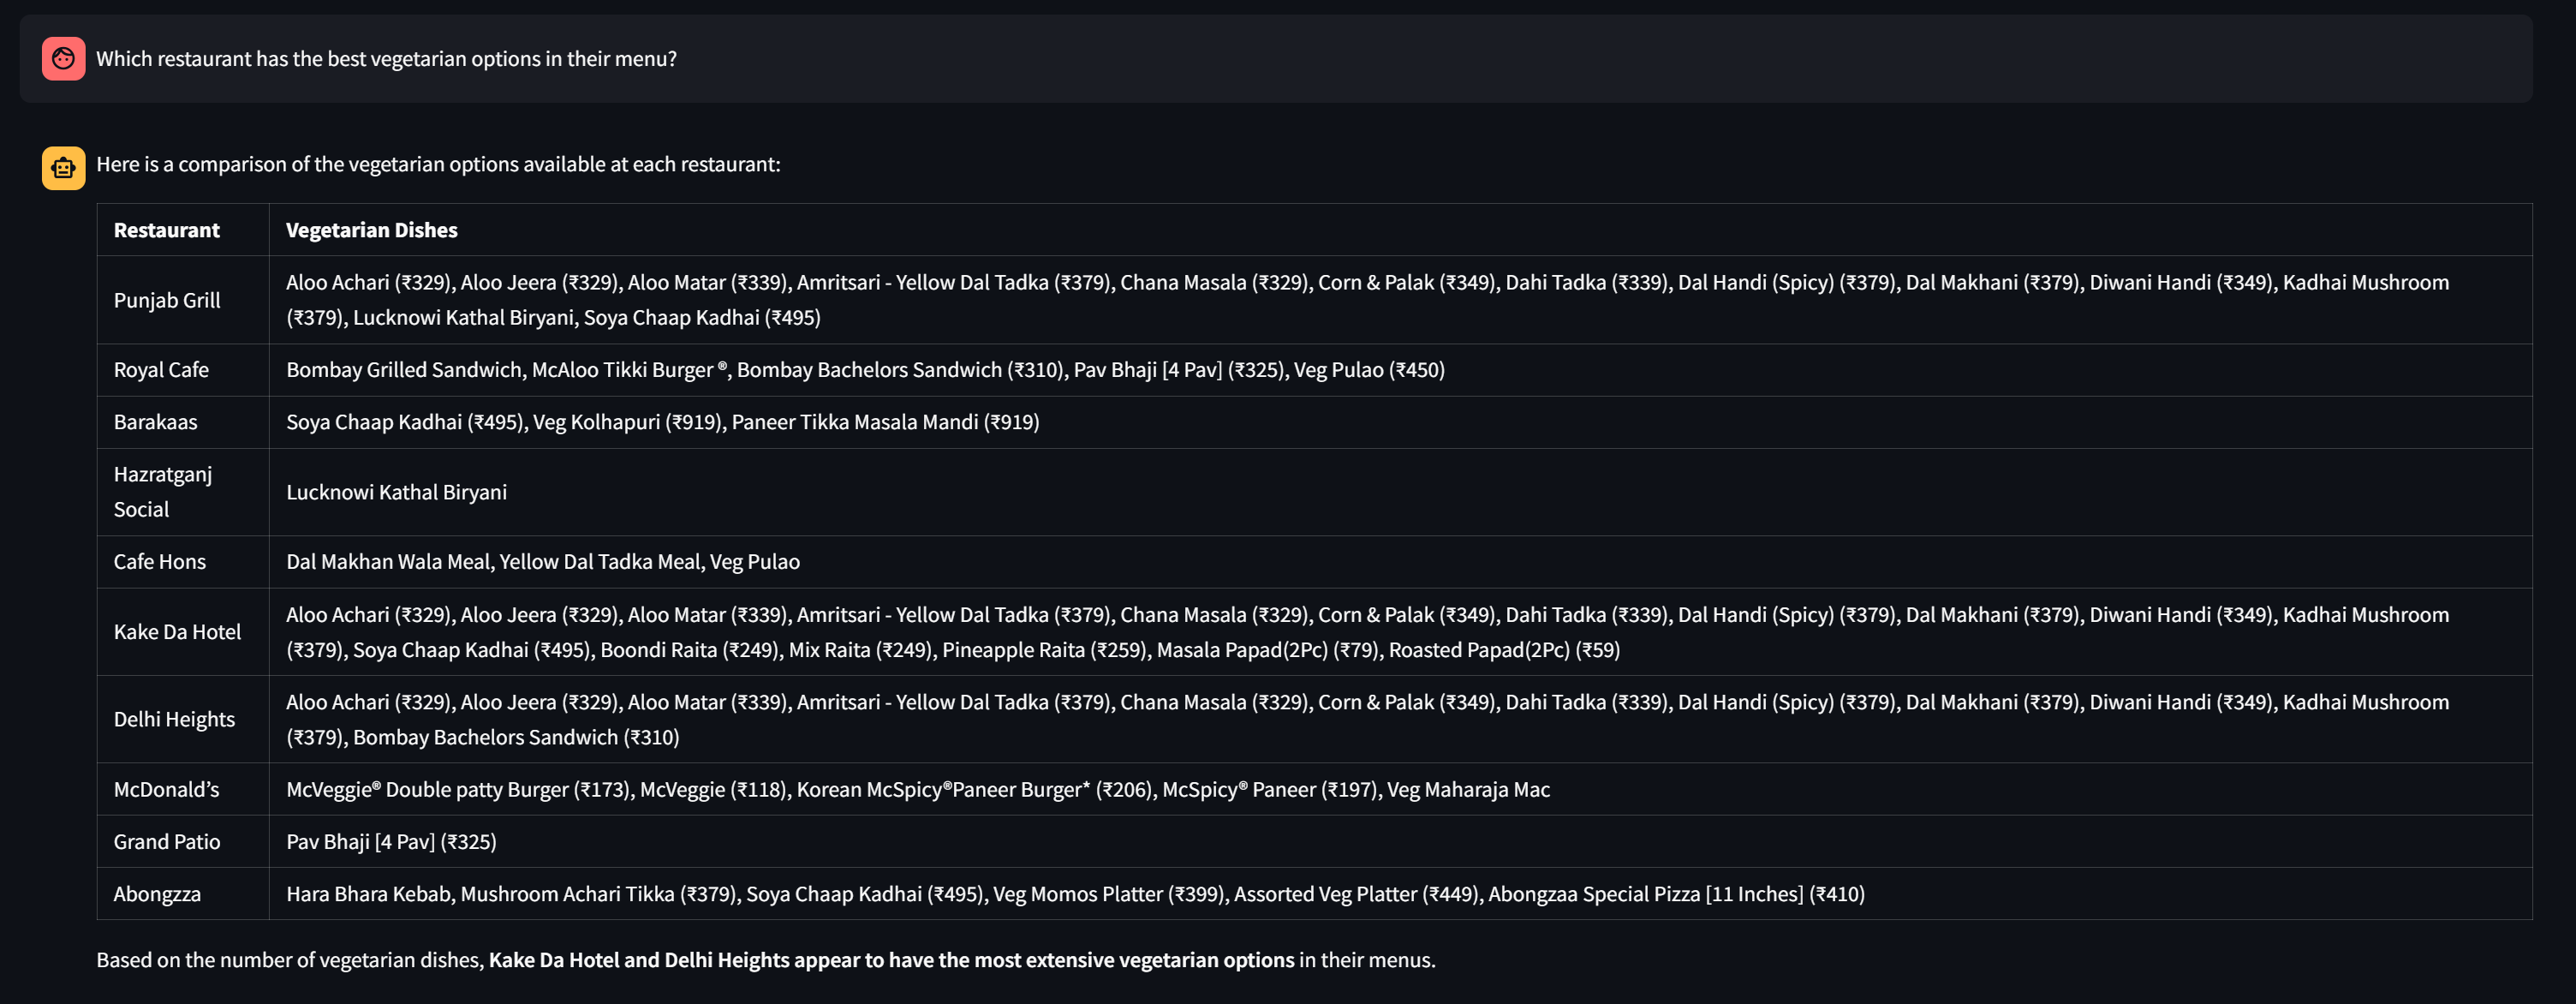 Which restaurant has the best vegetarian options in their menu?
Here is a comparison of the vegetarian options available at each restaurant:
Restaurant Vegetarian Dishes
Punjab Grill
Aloo Achari (₹329), Aloo Jeera (₹329), Aloo Matar (₹339), Amritsari - Yellow Dal Tadka (₹379), Chana Masala (₹329), Corn & Palak (₹349), Dahi Tadka (₹339), Dal Handi (Spicy) (₹379), Dal Makhani (₹379), Diwani Handi (₹349), Kadhai Mushroom
(₹379), Lucknowi Kathal Biryani, Soya Chaap Kadhai (₹495)
Royal Cafe Bombay Grilled Sandwich, McAloo Tikki Burger ®, Bombay Bachelors Sandwich (₹310), Pav Bhaji [4 Pav] (₹325), Veg Pulao (₹450)
Barakaas Soya Chaap Kadhai (₹495), Veg Kolhapuri (₹919), Paneer Tikka Masala Mandi (₹919)
Hazratganj
Social
Lucknowi Kathal Biryani
Cafe Hons Dal Makhan Wala Meal, Yellow Dal Tadka Meal, Veg Pulao
Kake Da Hotel
Aloo Achari (₹329), Aloo Jeera (₹329), Aloo Matar (₹339), Amritsari - Yellow Dal Tadka (₹379), Chana Masala (₹329), Corn & Palak (₹349), Dahi Tadka (₹339), Dal Handi (Spicy) (₹379), Dal Makhani (₹379), Diwani Handi (₹349), Kadhai Mushroom
(₹379), Soya Chaap Kadhai (₹495), Boondi Raita (₹249), Mix Raita (₹249), Pineapple Raita (₹259), Masala Papad(2Pc) (₹79), Roasted Papad(2Pc) (₹59)
Delhi Heights
Aloo Achari (₹329), Aloo Jeera (₹329), Aloo Matar (₹339), Amritsari - Yellow Dal Tadka (₹379), Chana Masala (₹329), Corn & Palak (₹349), Dahi Tadka (₹339), Dal Handi (Spicy) (₹379), Dal Makhani (₹379), Diwani Handi (₹349), Kadhai Mushroom
(₹379), Bombay Bachelors Sandwich (₹310)
McDonald’s McVeggie® Double patty Burger (₹173), McVeggie (₹118), Korean McSpicy®Paneer Burger* (₹206), McSpicy® Paneer (₹197), Veg Maharaja Mac
Grand Patio Pav Bhaji [4 Pav] (₹325)
Abongzza Hara Bhara Kebab, Mushroom Achari Tikka (₹379), Soya Chaap Kadhai (₹495), Veg Momos Platter (₹399), Assorted Veg Platter (₹449), Abongzaa Special Pizza [11 Inches] (₹410)
Based on the number of vegetarian dishes, Kake Da Hotel and Delhi Heights appear to have the most extensive vegetarian options in their menus.